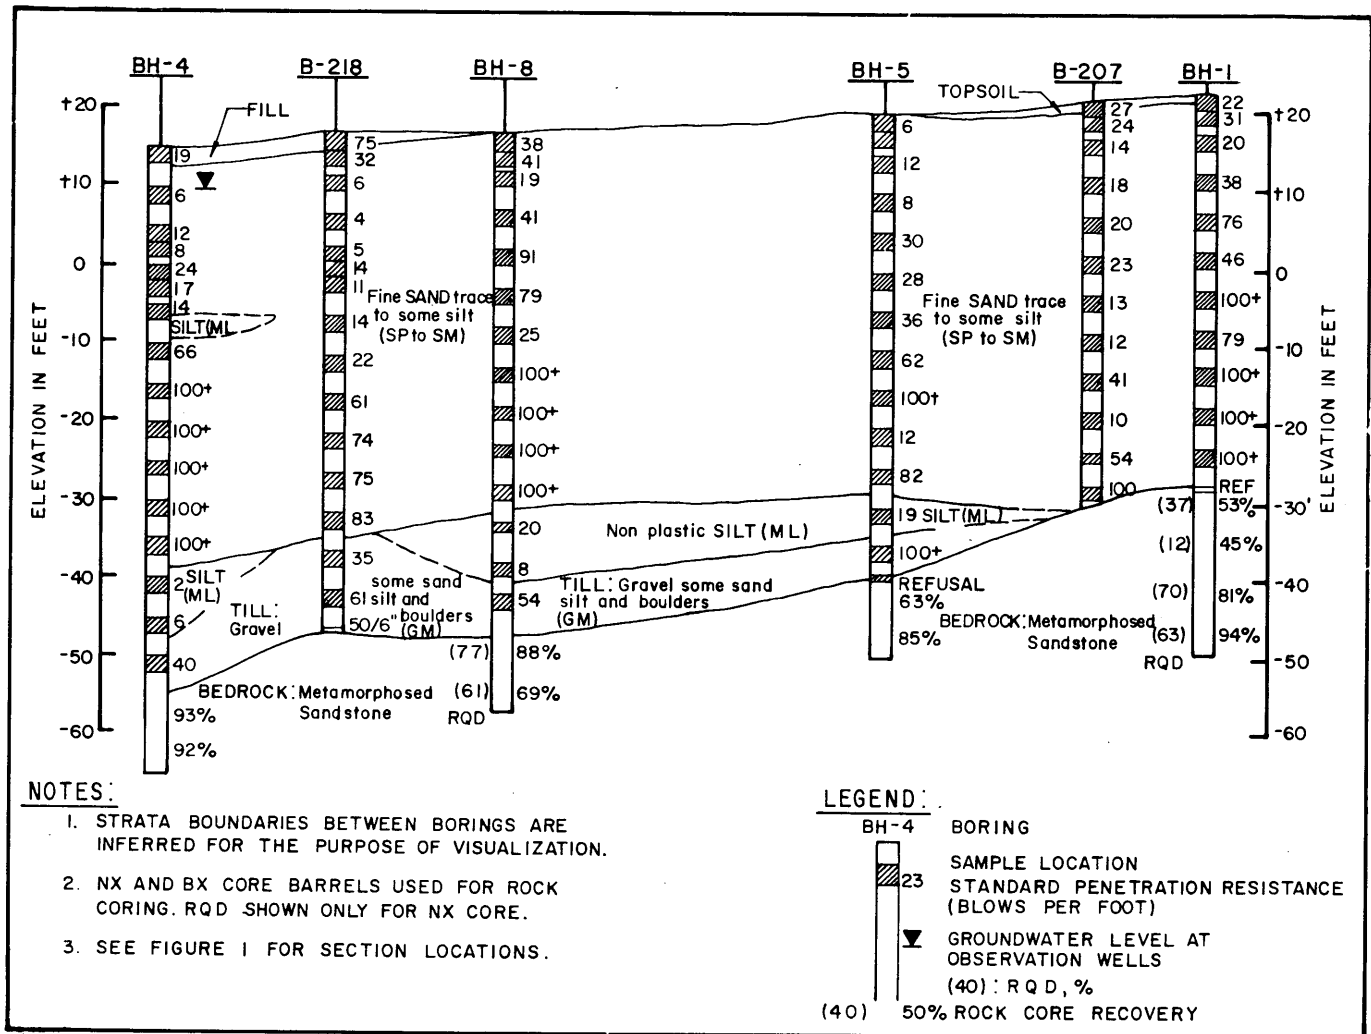 BH-4
B-218
BH-8
BH-5
B-207
BH-1
FILL
TOPSOIL
ELEVATION IN FEET
+20
+10
0
-10
-20
-30
-40
-50
-60
19
6
12
8
24
17
14
SILT(ML
66
100+
100+
100+
100+
100+
2
6
40
93%
92%
SILT
(ML)
TILL:
Gravel
75
32
6
4
5
14
11
14
22
61
74
75
83
35
61
50/6"
some sand
silt and
boulders
(GM)
Fine SAND trace
to some silt
(SP to SM)
38
41
19
41
91
79
25
100+
100+
100+
100+
20
8
54
(77) 88%
(61) 69%
RQD
BEDROCK: Metamorphosed
Sandstone
Non plastic SILT (ML)
TILL: Gravel some sand
silt and boulders
(GM)
6
12
8
30
28
36
62
100+
12
82
19 SILT(ML)
100+
REFUSAL
63%
85%
Fine SAND trace
to some silt
(SP to SM)
27
24
14
18
20
23
13
12
41
10
54
100
BEDROCK: Metamorphosed
Sandstone
22
31
20
38
76
46
100+
79
100+
100+
100+
REF
(37) 53%
(12) 45%
(70) 81%
(63) 94%
RQD
+20
+10
0
-10
-20
-30'
-40
-50
-60
ELEVATION IN FEET
NOTES:
1. STRATA BOUNDARIES BETWEEN BORINGS ARE
INFERRED FOR THE PURPOSE OF VISUALIZATION.
2. NX AND BX CORE BARRELS USED FOR ROCK
CORING. RQD SHOWN ONLY FOR NX CORE.
3. SEE FIGURE 1 FOR SECTION LOCATIONS.
LEGEND:
BH-4 BORING
SAMPLE LOCATION
23 STANDARD PENETRATION RESISTANCE
(BLOWS PER FOOT)
GROUNDWATER LEVEL AT
OBSERVATION WELLS
(40): RQD, %
(40) 50% ROCK CORE RECOVERY